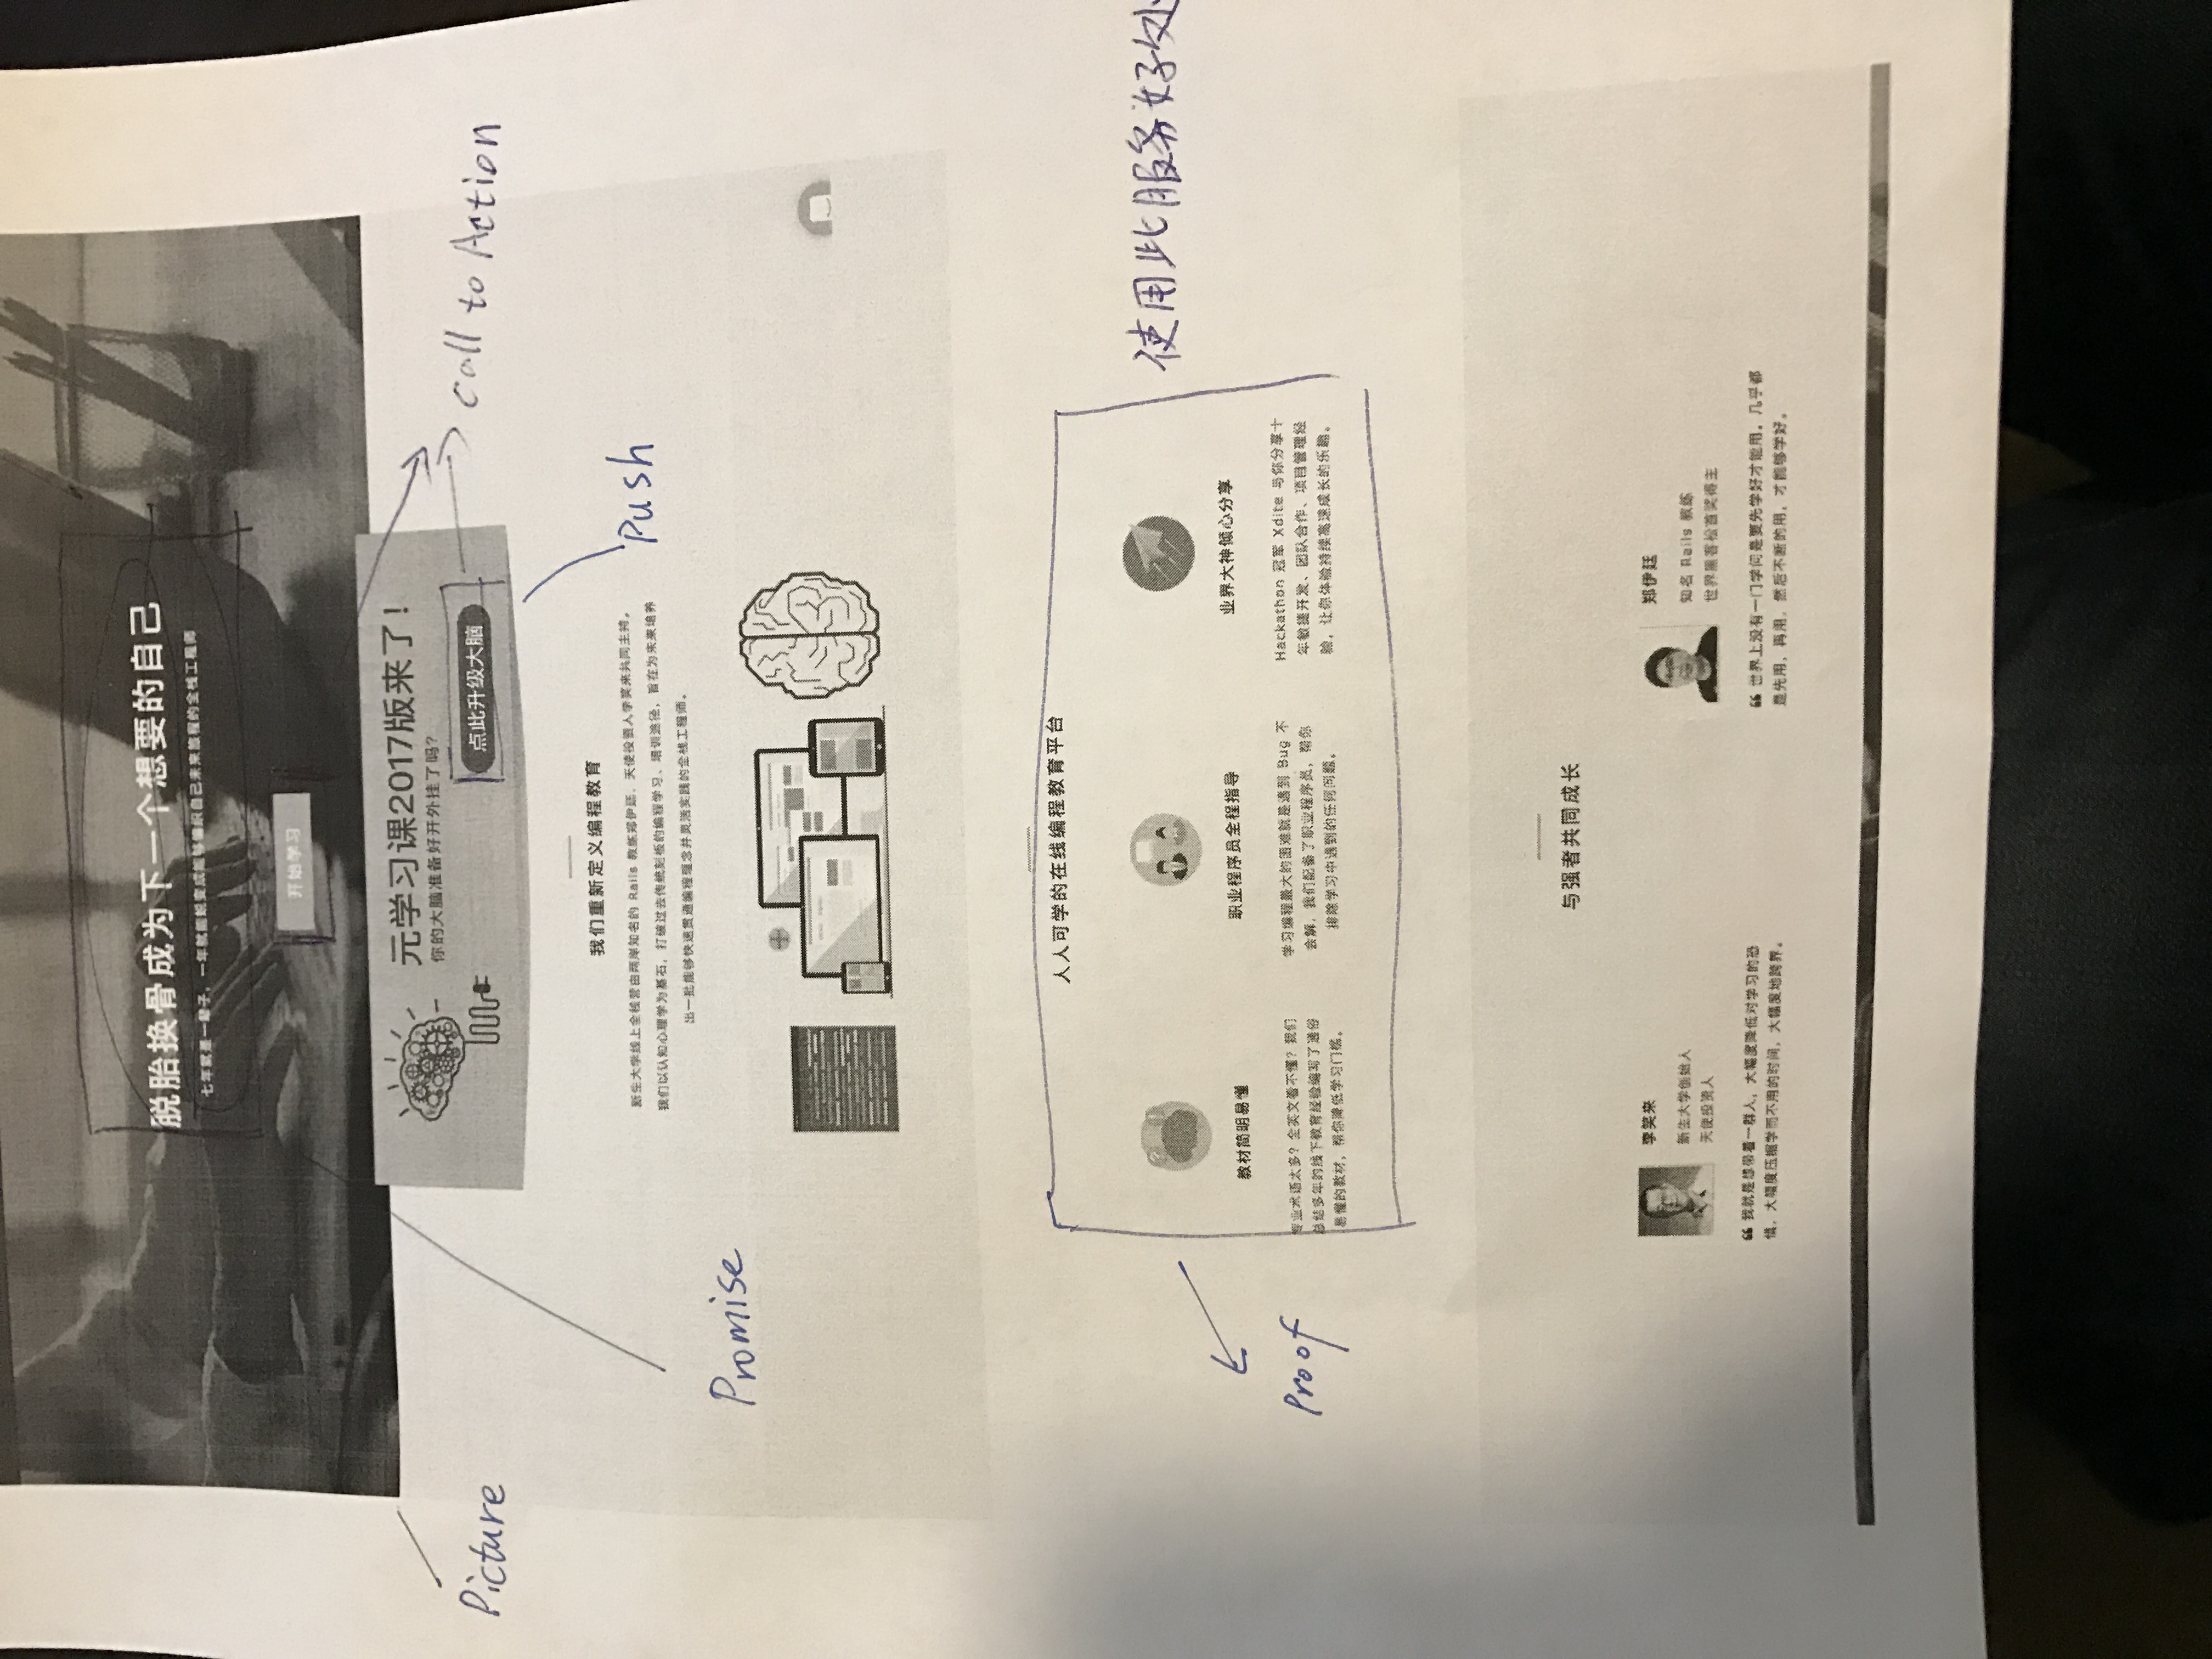 脱胎换骨成为下一个想要的自己
七年就是一辈子，一年就能蜕变成能够编织自己未来旅程的全栈工程师
开始学习
元学习课2017版来了！
你的大脑准备好开外挂了吗？
点此升级大脑
Picture
Call to Action
Push
Promise
我们重新定义编程教育
新生大学线上全栈营由两岸知名的 Rails 教练郑伊廷、天使投资人李笑来共同主持。
我们以认知心理学为基石，打破过去传统刻板的编程学习、培训途径，旨在为未来培养
出一批能够快速贯通编程理念并灵活实践的全栈工程师。
人人可学的在线编程教育平台
使用此服务好处
Proof
教材简明易懂
专业术语太多？全英文看不懂？我们
总结多年的线下教育经验编写了通俗
易懂的教材，帮你降低学习门槛。
职业程序员全程指导
学习编程最大的困难就是遇到 Bug 不
会解，我们配备了职业程序员，帮你
排除学习中遇到的任何问题。
业界大神倾心分享
Hackathon 冠军 Xdite 与你分享十
年敏捷开发、团队合作、项目管理经
验，让你体验持续高速成长的乐趣。
与强者共同成长
李笑来
新生大学创始人
天使投资人
❝ 我就是想带着一群人，大幅度降低对学习的恐
惧，大幅度压缩学而不用的时间，大幅度地跨界。
郑伊廷
知名 Rails 教练
世界黑客松首奖得主
❝ 世界上没有一门学问是要先学好才能用。几乎都
是先用，再用，然后不断的用，才能够学好。